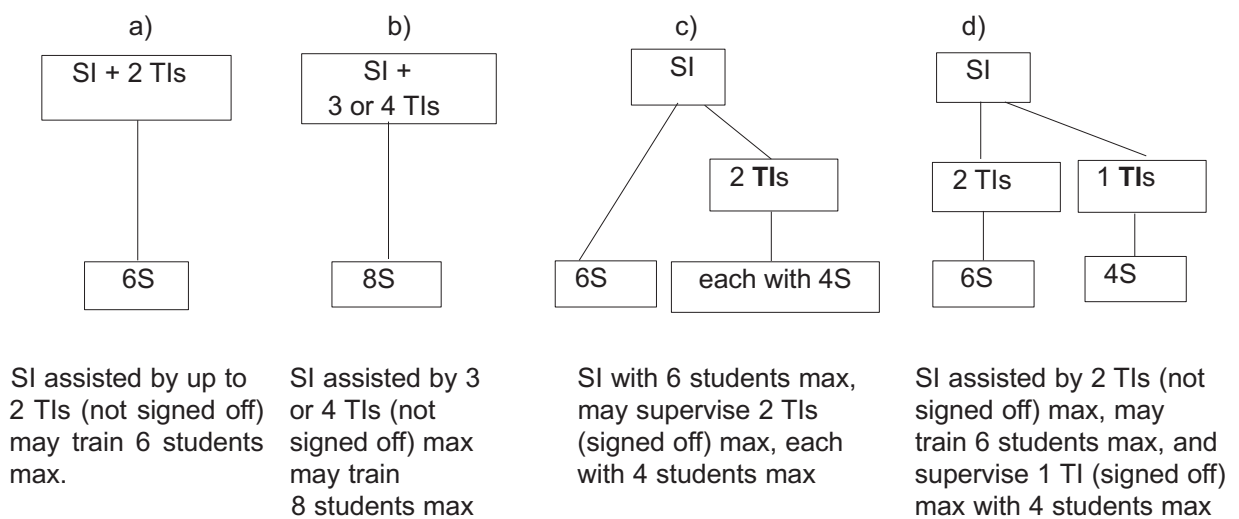 a)
SI + 2 TIs
6S
SI assisted by up to
2 TIs (not signed off)
may train 6 students
max.
b)
SI +
3 or 4 TIs
8S
SI assisted by 3
or 4 TIs (not
signed off) max
may train
8 students max
c)
SI
2 TIs
6S
each with 4S
SI with 6 students max,
may supervise 2 TIs
(signed off) max, each
with 4 students max
d)
SI
2 TIs
1 TIs
6S
4S
SI assisted by 2 TIs (not
signed off) max, may
train 6 students max, and
supervise 1 TI (signed off)
max with 4 students max